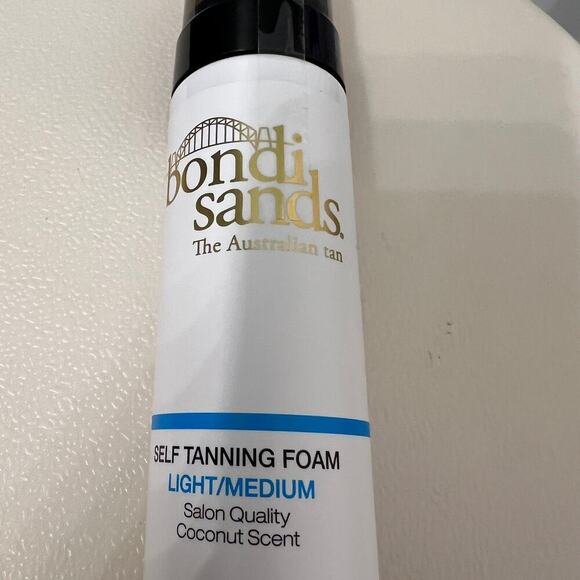 bondi
sands.
The Australian tan
SELF TANNING FOAM
LIGHT/MEDIUM
Salon Quality
Coconut Scent